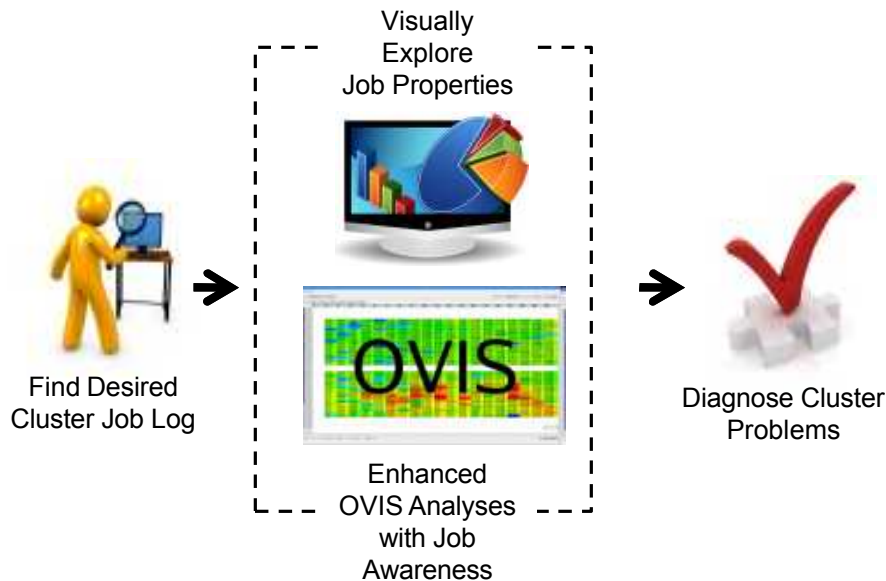 Visually
Explore
Job Properties
OVIS
Find Desired
Cluster Job Log
Diagnose Cluster
Problems
Enhanced
OVIS Analyses
with Job
Awareness